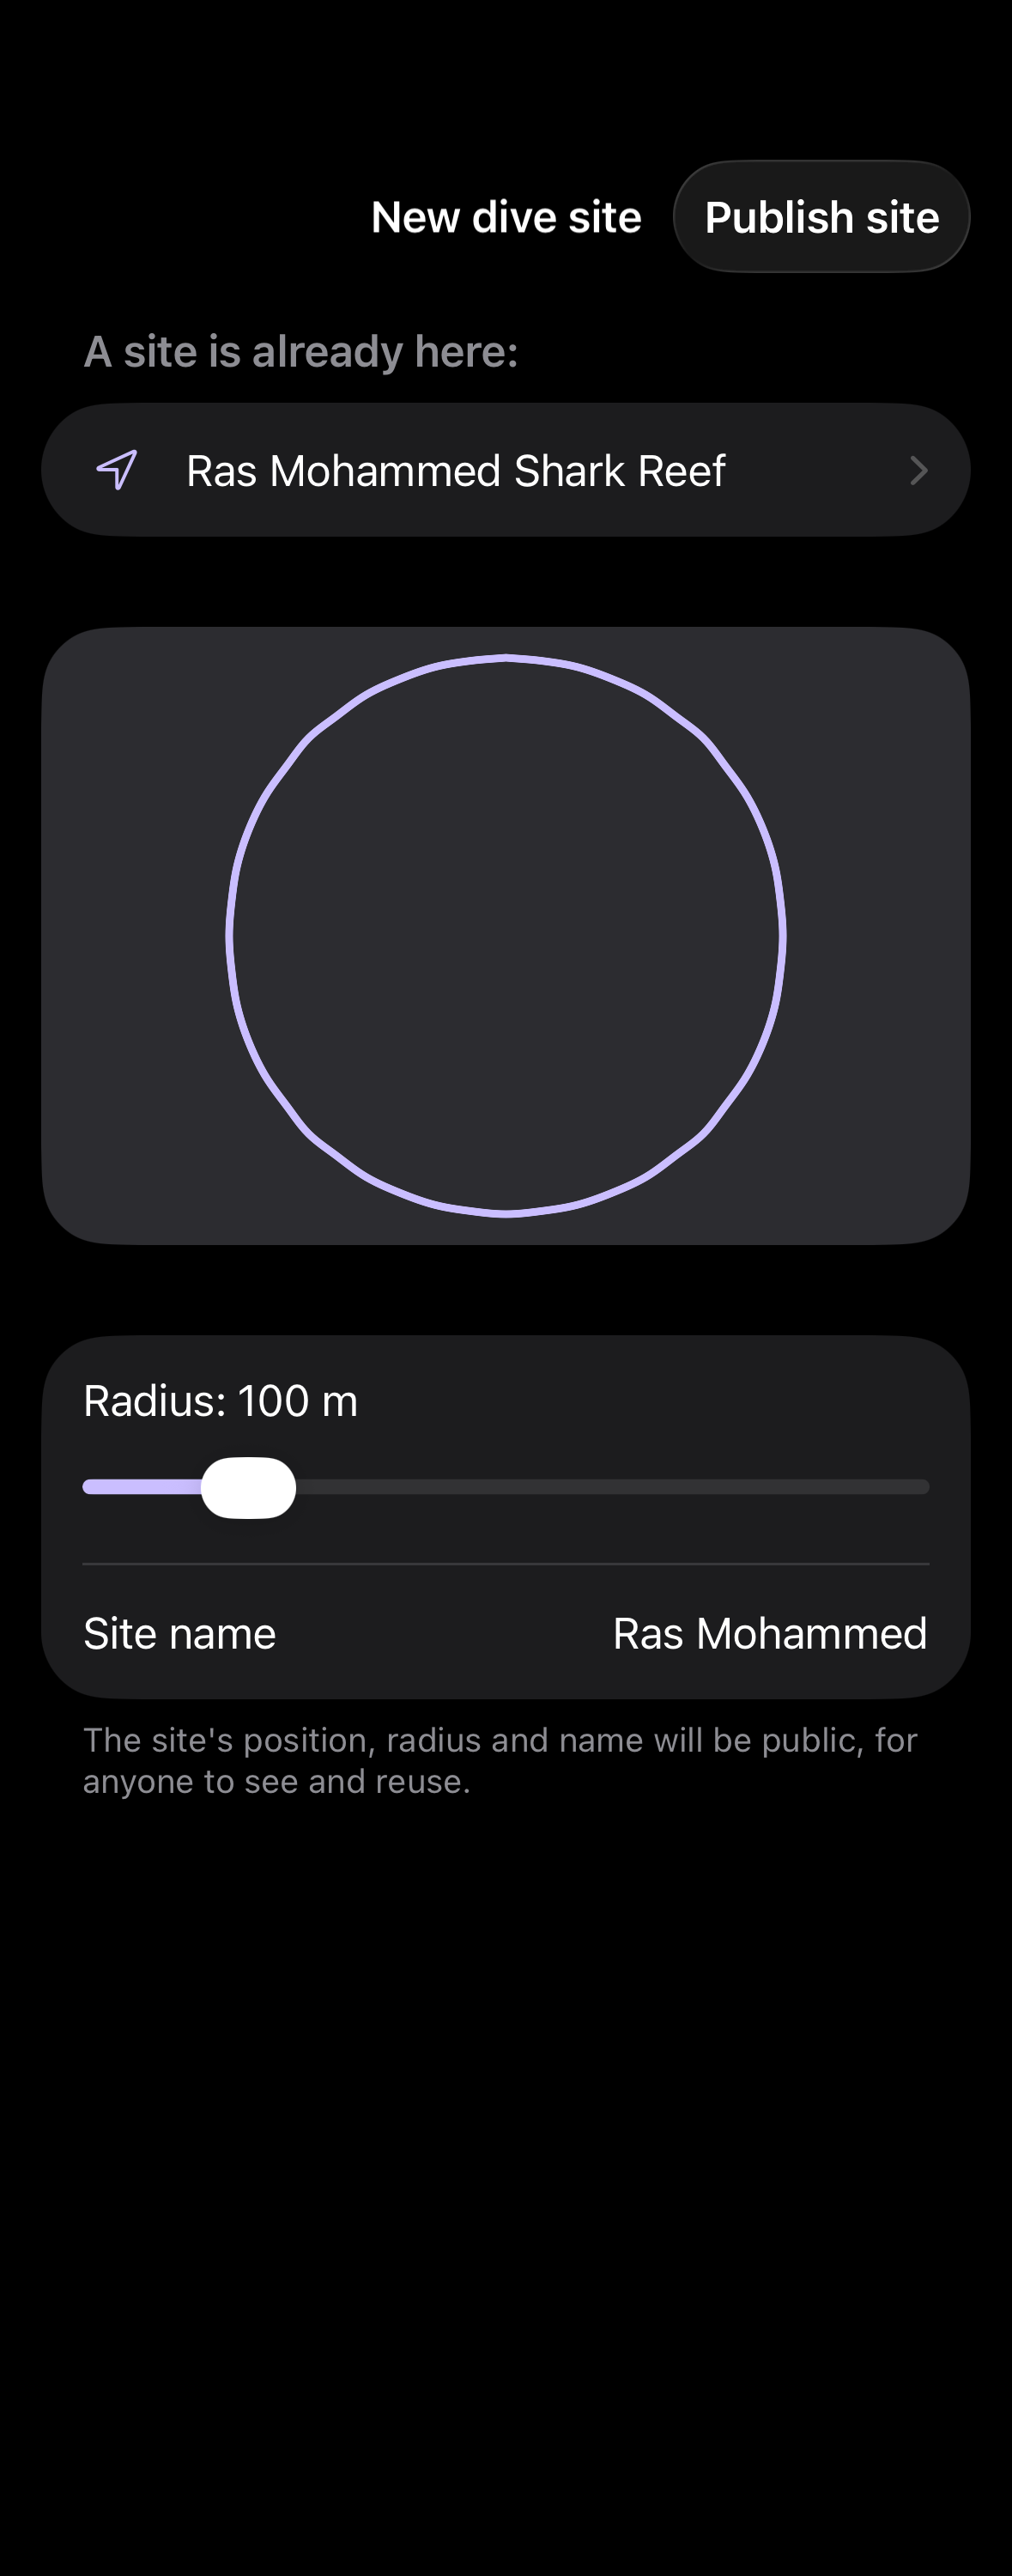 New dive site
Publish site
A site is already here:
Ras Mohammed Shark Reef
Radius: 100 m
Site name
Ras Mohammed
The site's position, radius and name will be public, for
anyone to see and reuse.